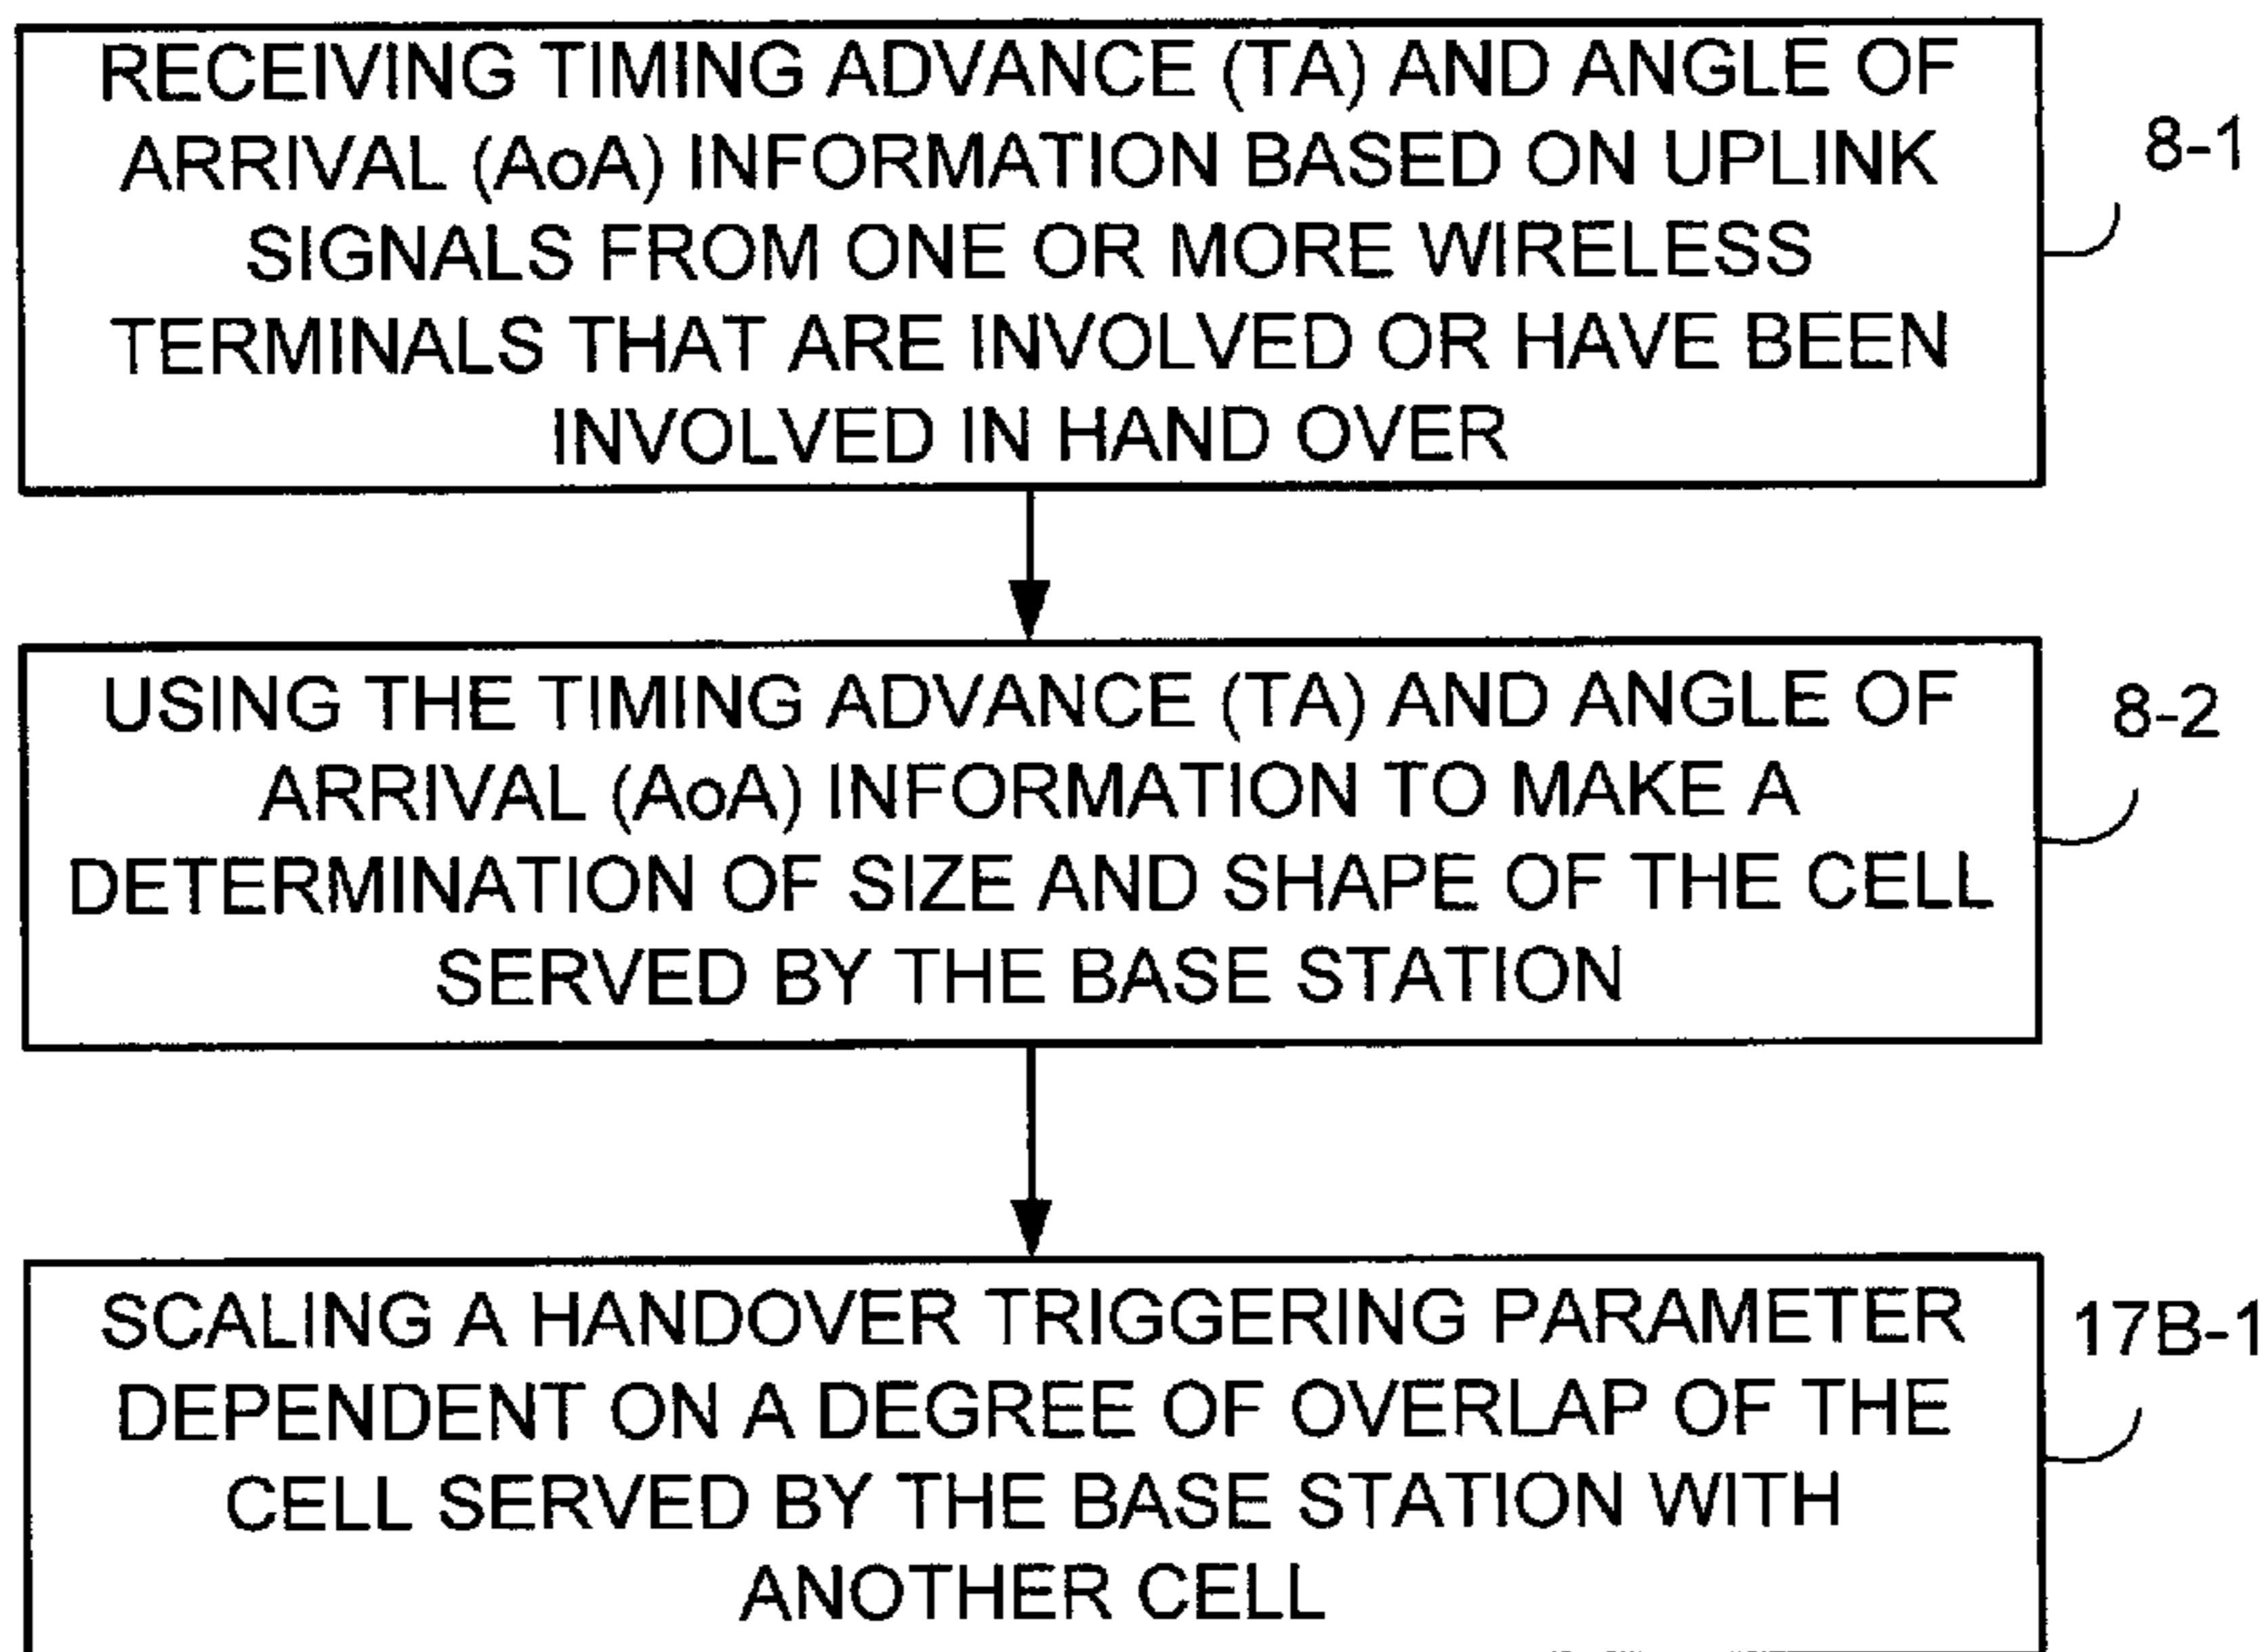 RECEIVING TIMING ADVANCE (TA) AND ANGLE OF
ARRIVAL (AoA) INFORMATION BASED ON UPLINK
SIGNALS FROM ONE OR MORE WIRELESS
TERMINALS THAT ARE INVOLVED OR HAVE BEEN
INVOLVED IN HAND OVER
8-1
USING THE TIMING ADVANCE (TA) AND ANGLE OF
ARRIVAL (AoA) INFORMATION TO MAKE A
DETERMINATION OF SIZE AND SHAPE OF THE CELL
SERVED BY THE BASE STATION
8-2
SCALING A HANDOVER TRIGGERING PARAMETER
DEPENDENT ON A DEGREE OF OVERLAP OF THE
CELL SERVED BY THE BASE STATION WITH
ANOTHER CELL
17B-1